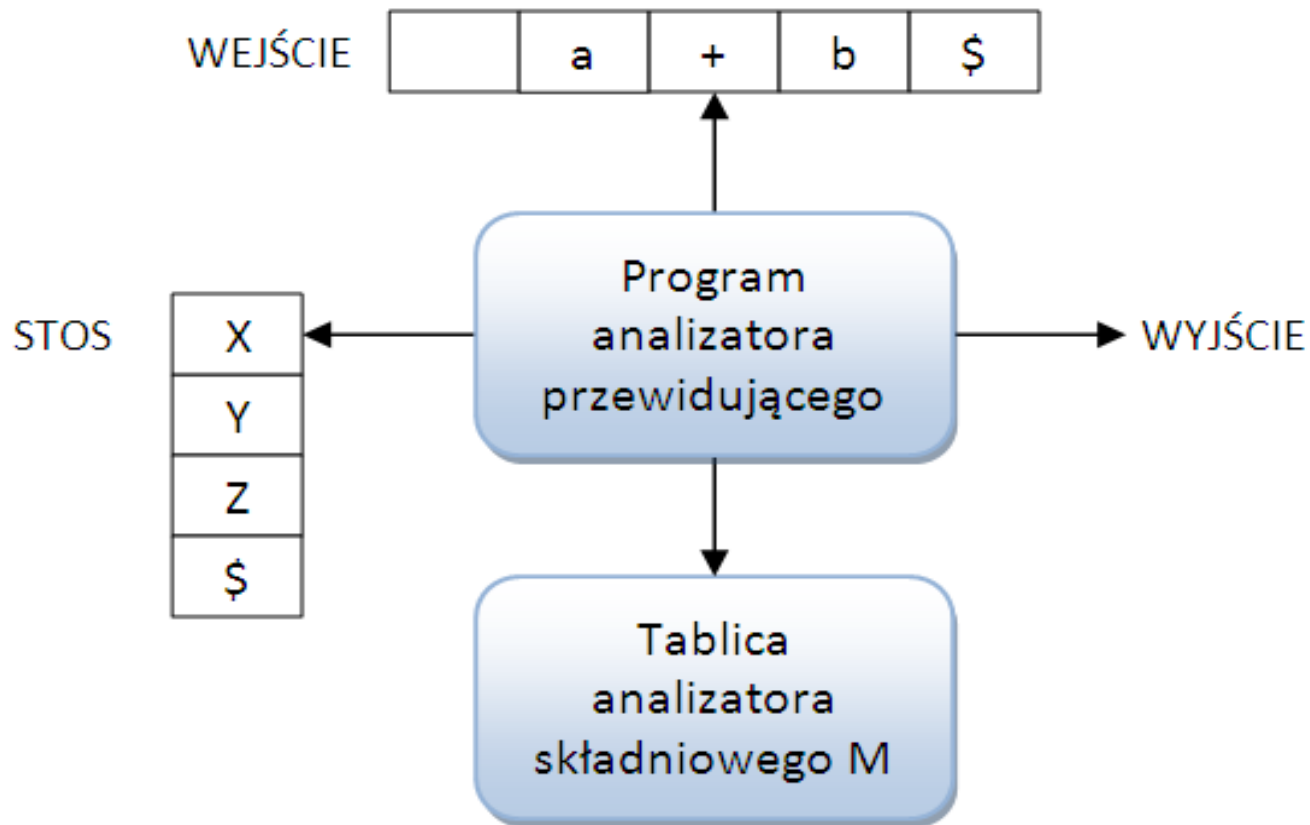 WEJŚCIE a + b $
Program
analizatora
przewidującego
STOS X
WYJŚCIE
Y
Z
$
Tablica
analizatora
składniowego M